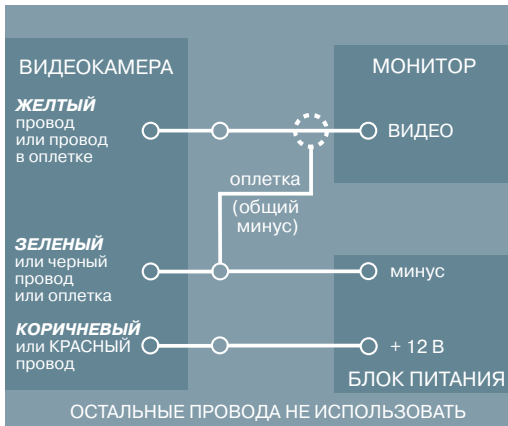 ВИДЕОКАМЕРА
МОНИТОР
ЖЕЛТЫЙ
провод
или провод
в оплетке
ВИДЕО
оплетка
(общий
минус)
ЗЕЛЕНЫЙ
или черный
провод
или оплетка
минус
КОРИЧНЕВЫЙ
или КРАСНЫЙ
провод
+ 12 В
БЛОК ПИТАНИЯ
ОСТАЛЬНЫЕ ПРОВОДА НЕ ИСПОЛЬЗОВАТЬ